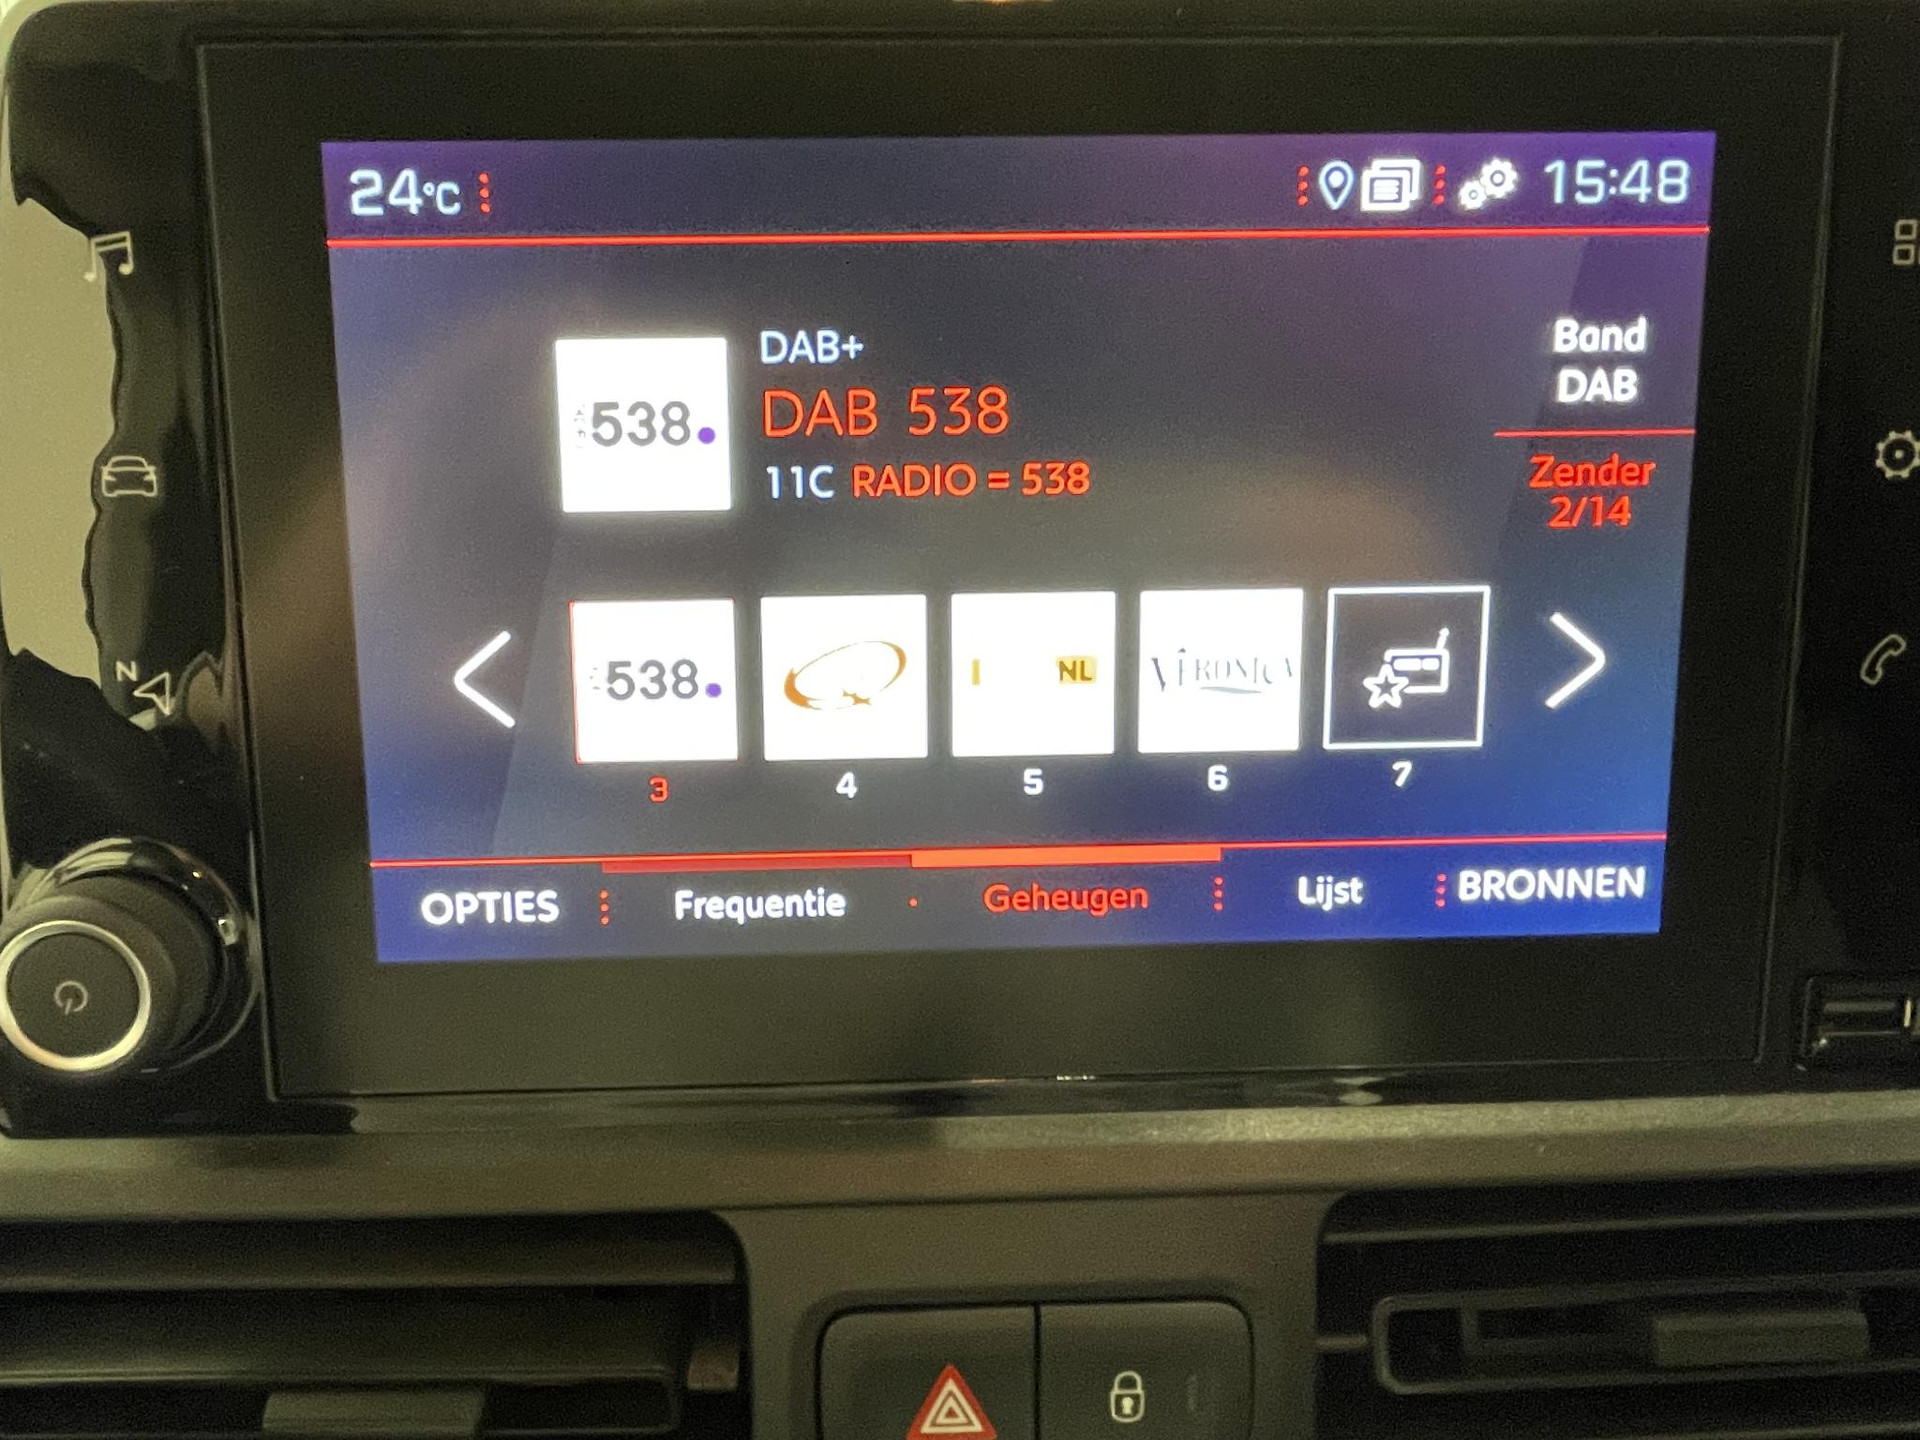 24°C
15:48
DAB+
DAB 538
11C RADIO = 538
538
Band
DAB
Zender
2/14
538
NL
VERONICA
3 4 5 6 7
OPTIES Frequentie Geheugen Lijst BRONNEN
N